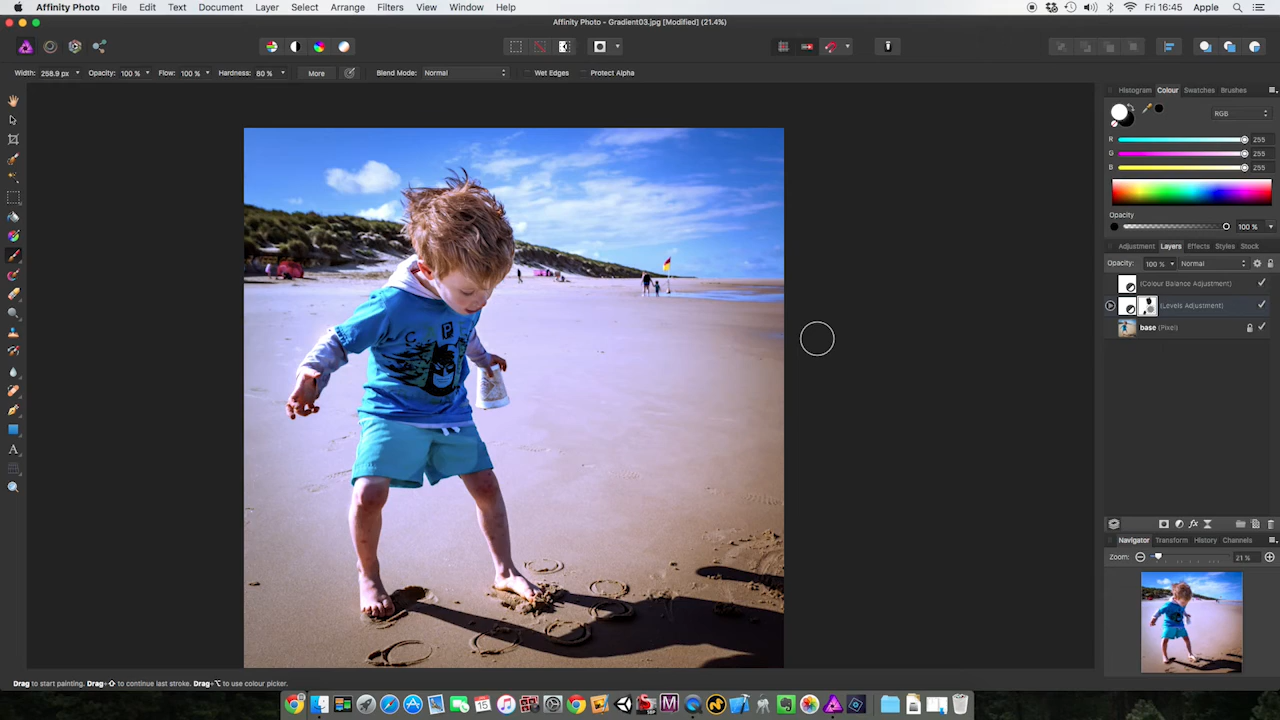 Affinity Photo File Edit Text Document Layer Select Arrange Filters View Window Help Fri 16:45 Apple
Affinity Photo - Gradient03.jpg [Modified] (21.4%)
Width: 258.9 px Opacity: 100 % Flow: 100 % Hardness: 80 % More Blend Mode: Normal Wet Edges Protect Alpha
Histogram Colour Swatches Brushes
RGB
R 255
G 255
B 255
Opacity
100 %
Adjustment Layers Effects Styles Stock
Opacity: 100 % Normal
(Colour Balance Adjustment)
(Levels Adjustment)
base (Pixel)
CAPE
Navigator Transform History Channels
Zoom: 21 %
Drag to start painting. Drag+⇧ to continue last stroke. Drag+⌥ to use colour picker.